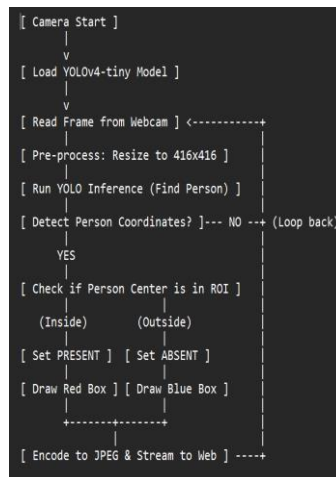 [ Camera Start ]
|
v
[ Load YOLOv4-tiny Model ]
|
v
[ Read Frame from Webcam ] <-----------+
[ Pre-process: Resize to 416x416 ]
[ Run YOLO Inference (Find Person) ]
[ Detect Person Coordinates? ]--- NO --+ (Loop back)
YES
[ Check if Person Center is in ROI ]
(Inside) (Outside)
[ Set PRESENT ] [ Set ABSENT ]
[ Draw Red Box ] [ Draw Blue Box ]
+-------+-------+
[ Encode to JPEG & Stream to Web ] ----+